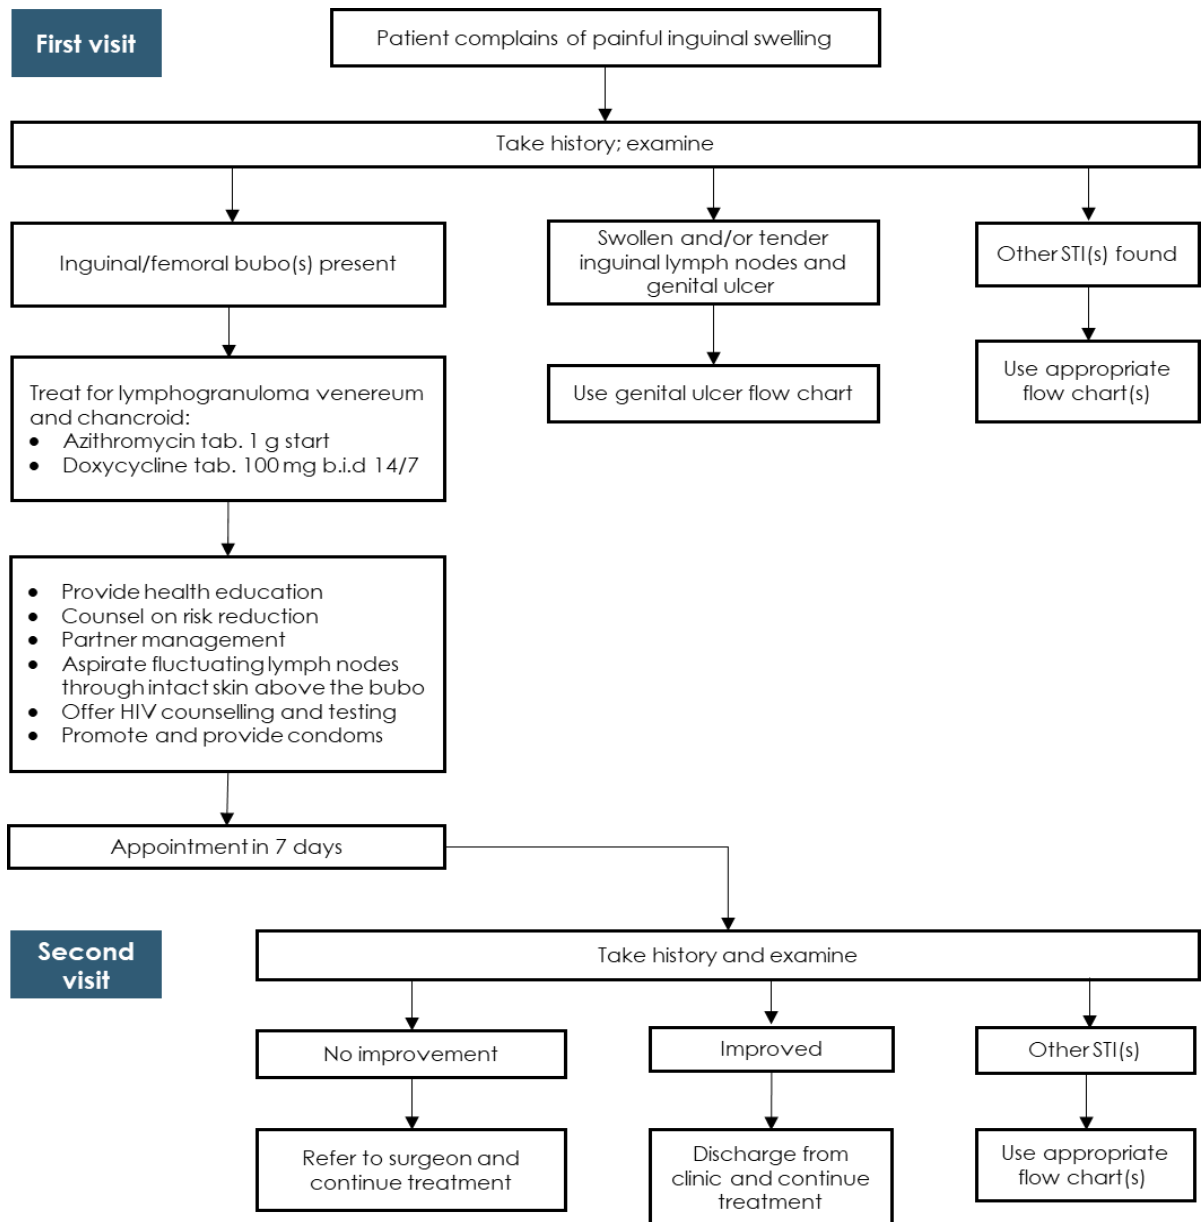 First visit
Patient complains of painful inguinal swelling
Take history; examine
Inguinal/femoral bubo(s) present
Swollen and/or tender
inguinal lymph nodes and
genital ulcer
Other STI(s) found
Treat for lymphogranuloma venereum
and chancroid:
• Azithromycin tab. 1 g start
• Doxycycline tab. 100 mg b.i.d 14/7
Use genital ulcer flow chart
Use appropriate
flow chart(s)
• Provide health education
• Counsel on risk reduction
• Partner management
• Aspirate fluctuating lymph nodes
through intact skin above the bubo
• Offer HIV counselling and testing
• Promote and provide condoms
Appointment in 7 days
Second
visit
Take history and examine
No improvement
Improved
Other STI(s)
Refer to surgeon and
continue treatment
Discharge from
clinic and continue
treatment
Use appropriate
flow chart(s)